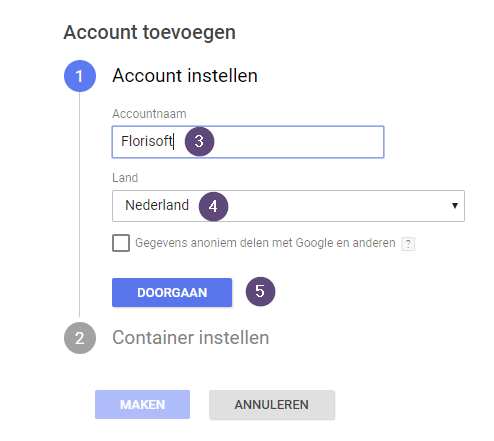 Account toevoegen
1 Account instellen
Accountnaam
Florisoft 3
Land
Nederland 4
Gegevens anoniem delen met Google en anderen ?
DOORGAAN 5
2 Container instellen
MAKEN ANNULEREN